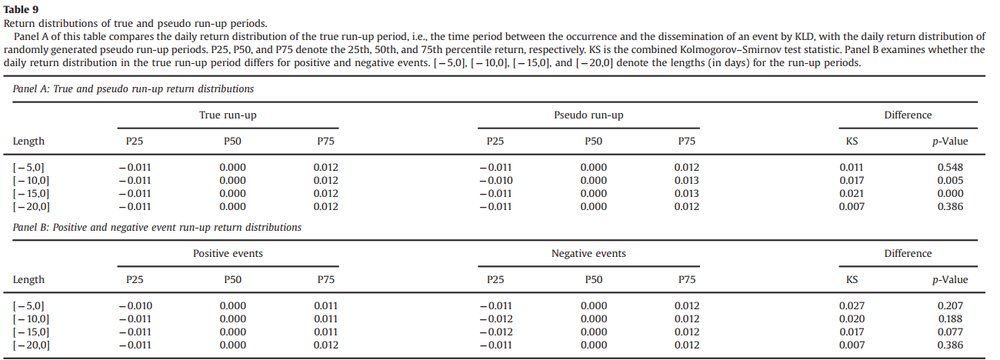 Table 9
Return distributions of true and pseudo run-up periods.
Panel A of this table compares the daily return distribution of the true run-up period, i.e., the time period between the occurrence and the dissemination of an event by KLD, with the daily return distribution of
randomly generated pseudo run-up periods. P25, P50, and P75 denote the 25th, 50th, and 75th percentile return, respectively. KS is the combined Kolmogorov–Smirnov test statistic. Panel B examines whether the
daily return distribution in the true run-up period differs for positive and negative events. [−5,0], [−10,0], [−15,0], and [−20,0] denote the lengths (in days) for the run-up periods.
Panel A: True and pseudo run-up return distributions
True run-up Pseudo run-up Difference
Length P25 P50 P75 P25 P50 P75 KS p-Value
[−5,0] −0.011 0.000 0.012 −0.011 0.000 0.012 0.011 0.548
[−10,0] −0.011 0.000 0.012 −0.010 0.000 0.013 0.017 0.005
[−15,0] −0.011 0.000 0.012 −0.011 0.000 0.013 0.021 0.000
[−20,0] −0.011 0.000 0.012 −0.011 0.000 0.012 0.007 0.386
Panel B: Positive and negative event run-up return distributions
Positive events Negative events Difference
Length P25 P50 P75 P25 P50 P75 KS p-Value
[−5,0] −0.010 0.000 0.011 −0.011 0.000 0.012 0.027 0.207
[−10,0] −0.011 0.000 0.011 −0.012 0.000 0.012 0.020 0.188
[−15,0] −0.011 0.000 0.011 −0.012 0.000 0.012 0.017 0.077
[−20,0] −0.011 0.000 0.012 −0.011 0.000 0.012 0.007 0.386